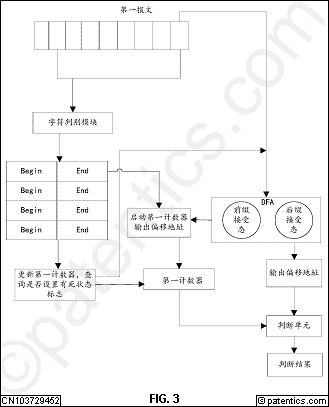 第一报文
字符判别模块
Begin End
Begin End
Begin End
Begin End
启动第一计数器
输出偏移地址
DFA
前缀
接受
态
后缀
接受
态
更新第一计数器，查
询是否设置有死状态
标志
第一计数器
输出偏移地址
判断单元
判断结果
©patentics.com
CN103729452
FIG. 3
©patentics.com